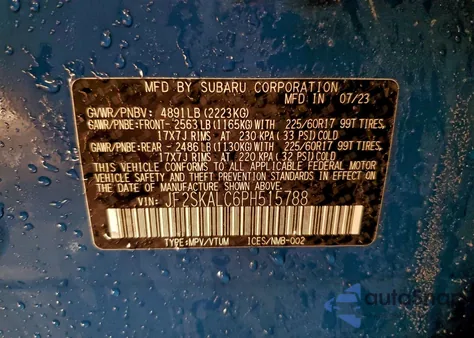 MFD BY SUBARU CORPORATION
MFD IN 07/23
GVWR/PNBV: 4891LB (2223KG)
GAWR/PNBE: FRONT- 2563LB (1165KG) WITH 225/60R17 99T TIRES,
17X7J RIMS AT 230 KPA (33 PSI) COLD
GAWR/PNBE: REAR - 2486LB (1130KG) WITH 225/60R17 99T TIRES,
17X7J RIMS AT 220 KPA (32 PSI) COLD
THIS VEHICLE CONFORMS TO ALL APPLICABLE FEDERAL MOTOR
VEHICLE SAFETY AND THEFT PREVENTION STANDARDS IN EFFECT
ON THE DATE OF MANUFACTURE SHOWN ABOVE.
VIN: JF2SKALC6PH515788
TYPE: MPV/VTUM ICES/NMB-002